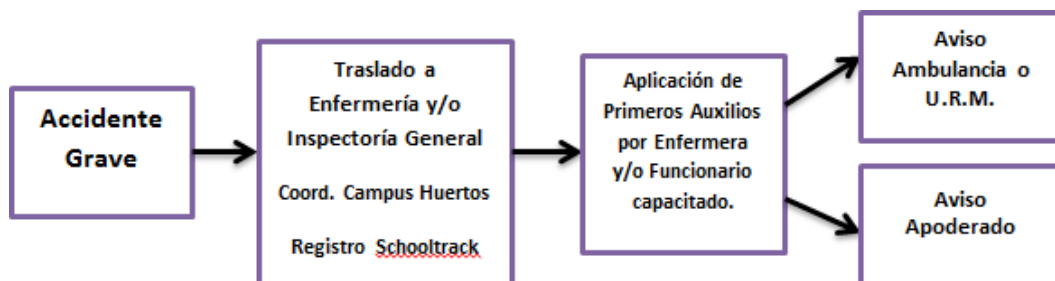 Accidente
Grave
Traslado a
Enfermería y/o
Inspectoría General
Coord. Campus Huertos
Registro Schooltrack
Aplicación de
Primeros Auxilios
por Enfermera
y/o Funcionario
capacitado.
Aviso
Ambulancia o
U.R.M.
Aviso
Apoderado